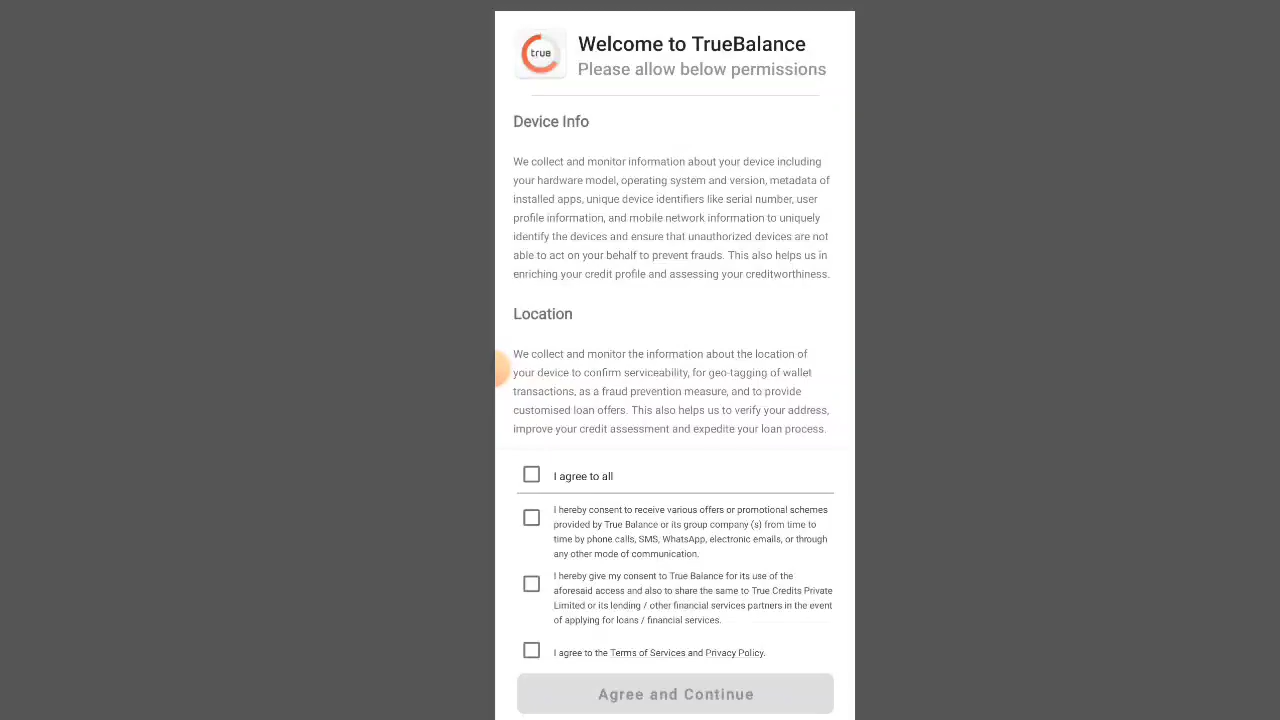 true
Welcome to TrueBalance
Please allow below permissions
Device Info
We collect and monitor information about your device including
your hardware model, operating system and version, metadata of
installed apps, unique device identifiers like serial number, user
profile information, and mobile network information to uniquely
identify the devices and ensure that unauthorized devices are not
able to act on your behalf to prevent frauds. This also helps us in
enriching your credit profile and assessing your creditworthiness.
Location
We collect and monitor the information about the location of
your device to confirm serviceability, for geo-tagging of wallet
transactions, as a fraud prevention measure, and to provide
customised loan offers. This also helps us to verify your address,
improve your credit assessment and expedite your loan process.
I agree to all
I hereby consent to receive various offers or promotional schemes
provided by True Balance or its group company (s) from time to
time by phone calls, SMS, WhatsApp, electronic emails, or through
any other mode of communication.
I hereby give my consent to True Balance for its use of the
aforesaid access and also to share the same to True Credits Private
Limited or its lending / other financial services partners in the event
of applying for loans / financial services.
I agree to the Terms of Services and Privacy Policy.
Agree and Continue